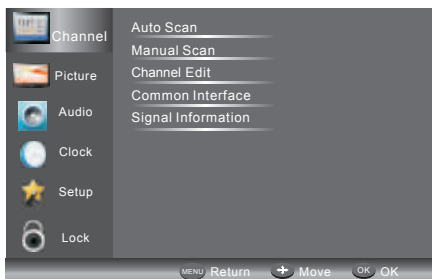 Channel
Picture
Audio
Clock
Setup
Lock
Auto Scan
Manual Scan
Channel Edit
Common Interface
Signal Information
MENU Return Move OK OK